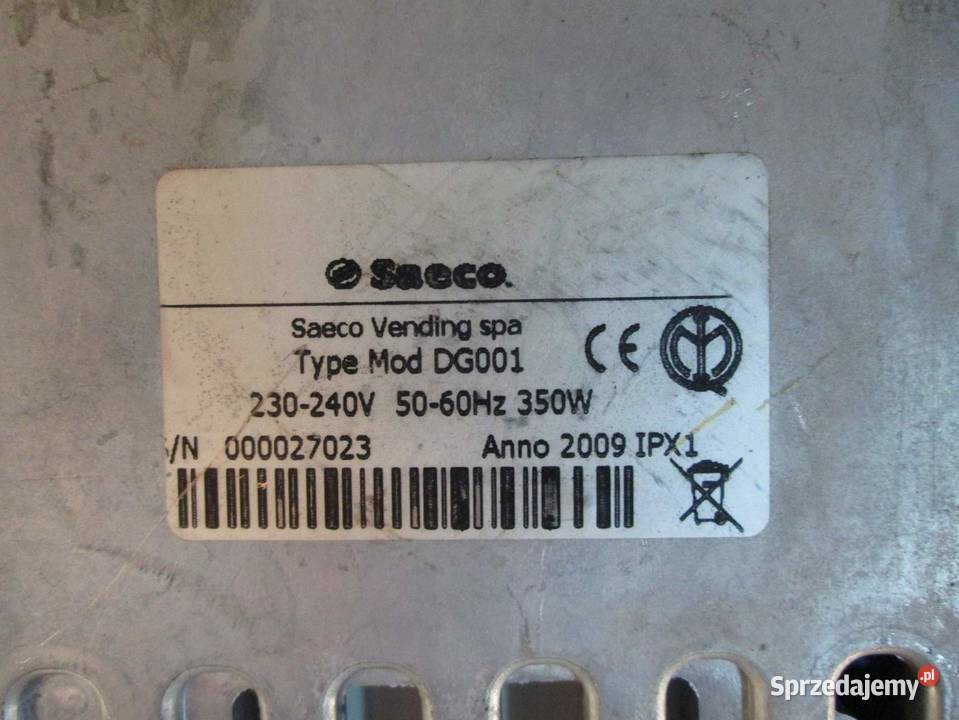 Saeco.
Saeco Vending spa
Type Mod DG001
CE
230-240V 50-60Hz 350W
/N 000027023 Anno 2009 IPX1
Sprzedajemy.pl